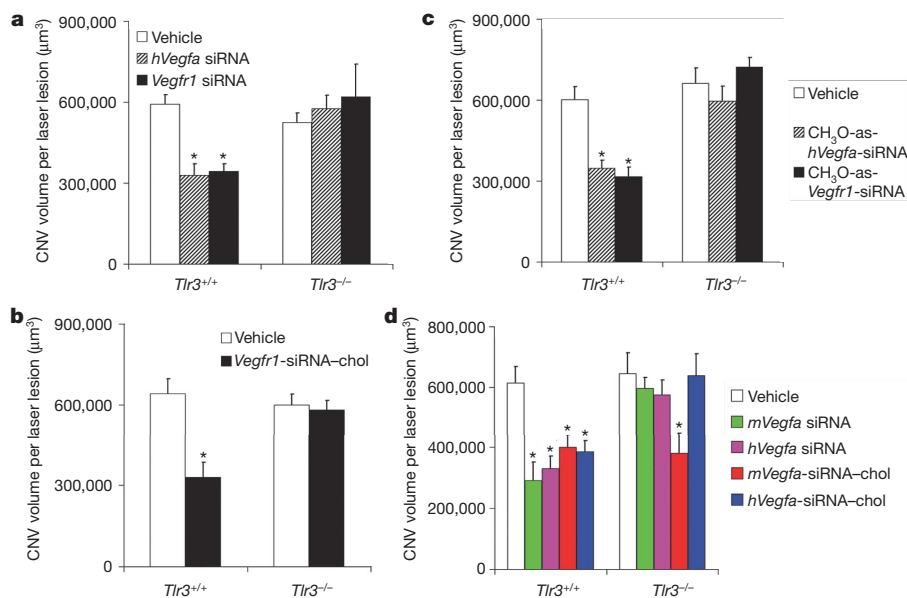 a
900,000
600,000
300,000
0
CNV volume per laser lesion (µm³)
Vehicle
hVegfa siRNA
Vegfr1 siRNA
* *
Tlr3+/+ Tlr3–/–
c
900,000
600,000
300,000
0
CNV volume per laser lesion (µm³)
* *
Tlr3+/+ Tlr3–/–
Vehicle
CH₃O-as-
hVegfa-siRNA
CH₃O-as-
Vegfr1-siRNA
b
900,000
600,000
300,000
0
CNV volume per laser lesion (µm³)
Vehicle
Vegfr1-siRNA–chol
*
Tlr3+/+ Tlr3–/–
d
800,000
600,000
400,000
200,000
0
CNV volume per laser lesion (µm³)
* * * * *
Tlr3+/+ Tlr3–/–
Vehicle
mVegfa siRNA
hVegfa siRNA
mVegfa-siRNA–chol
hVegfa-siRNA–chol